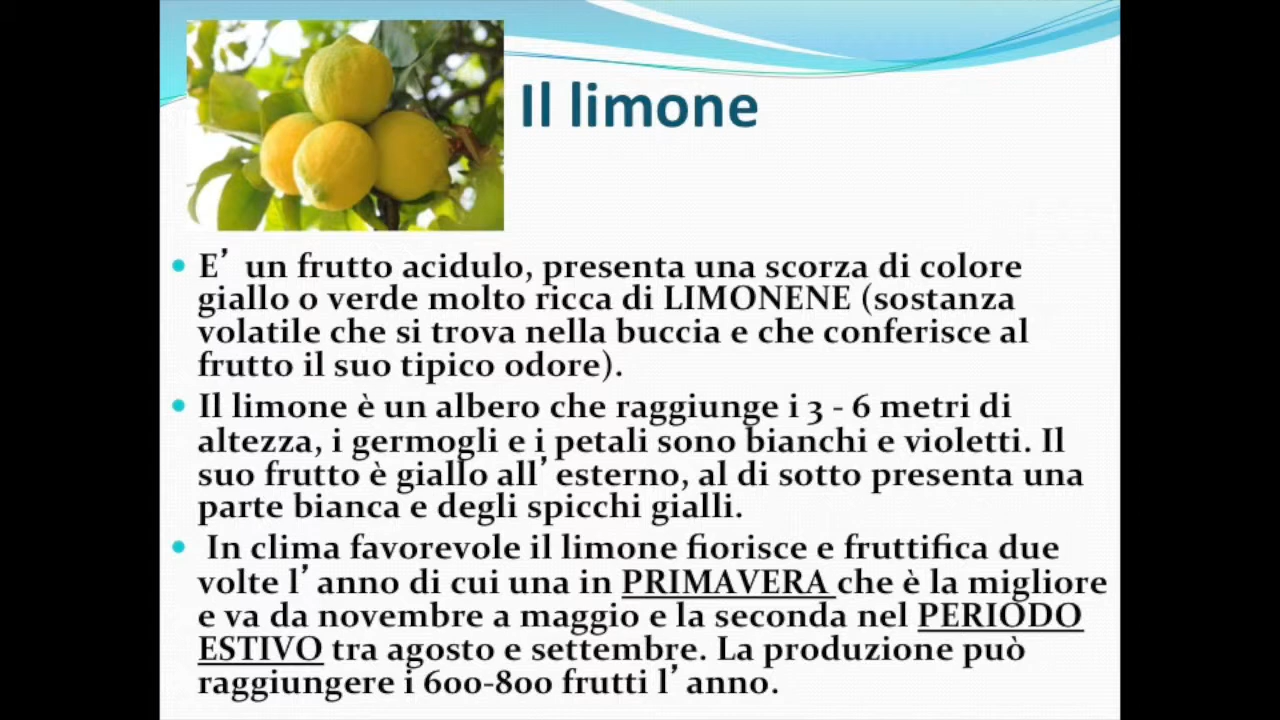 Il limone
E’ un frutto acidulo, presenta una scorza di colore
giallo o verde molto ricca di LIMONENE (sostanza
volatile che si trova nella buccia e che conferisce al
frutto il suo tipico odore).
Il limone è un albero che raggiunge i 3 - 6 metri di
altezza, i germogli e i petali sono bianchi e violetti. Il
suo frutto è giallo all’esterno, al di sotto presenta una
parte bianca e degli spicchi gialli.
In clima favorevole il limone fiorisce e fruttifica due
volte l’anno di cui una in PRIMAVERA che è la migliore
e va da novembre a maggio e la seconda nel PERIODO
ESTIVO tra agosto e settembre. La produzione può
raggiungere i 600-800 frutti l’anno.